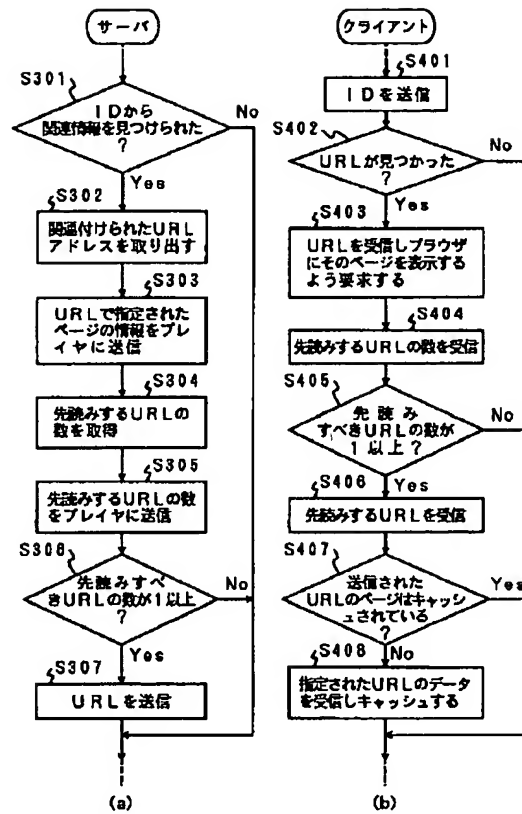 サーバ
S301
IDから
関連情報を見つけられた
?
No
Yes
S302
関連付けられたURL
アドレスを取り出す
S303
URLで指定された
ページの情報をプレ
イヤに送信
S304
先読みするURLの
数を取得
S305
先読みするURLの数
をプレイヤに送信
S306
先読みすべ
きURLの数が1以上
?
No
Yes
S307
URLを送信
(a)
クライアント
S401
IDを送信
S402
No
URLが見つかった
?
Yes
S403
URLを受信しブラウザ
にそのページを表示する
よう要求する
S404
先読みするURLの数を受信
S405
先読み
すべきURLの数が
1以上?
No
Yes
S406
先読みするURLを受信
S407
送信された
URLのページはキャッシ
ュされている
?
Yes
No
S408
指定されたURLのデータ
を受信しキャッシュする
(b)